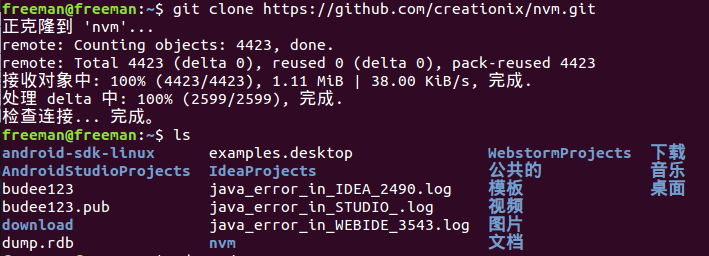 freeman@freeman:~$ git clone https://github.com/creationix/nvm.git
正克隆到 'nvm'...
remote: Counting objects: 4423, done.
remote: Total 4423 (delta 0), reused 0 (delta 0), pack-reused 4423
接收对象中: 100% (4423/4423), 1.11 MiB | 38.00 KiB/s, 完成.
处理 delta 中: 100% (2599/2599), 完成.
检查连接... 完成。
freeman@freeman:~$ ls
android-sdk-linux examples.desktop WebstormProjects 下载
AndroidStudioProjects IdeaProjects 公共的 音乐
budee123 java_error_in_IDEA_2490.log 模板 桌面
budee123.pub java_error_in_STUDIO_.log 视频
download java_error_in_WEBIDE_3543.log 图片
dump.rdb nvm 文档